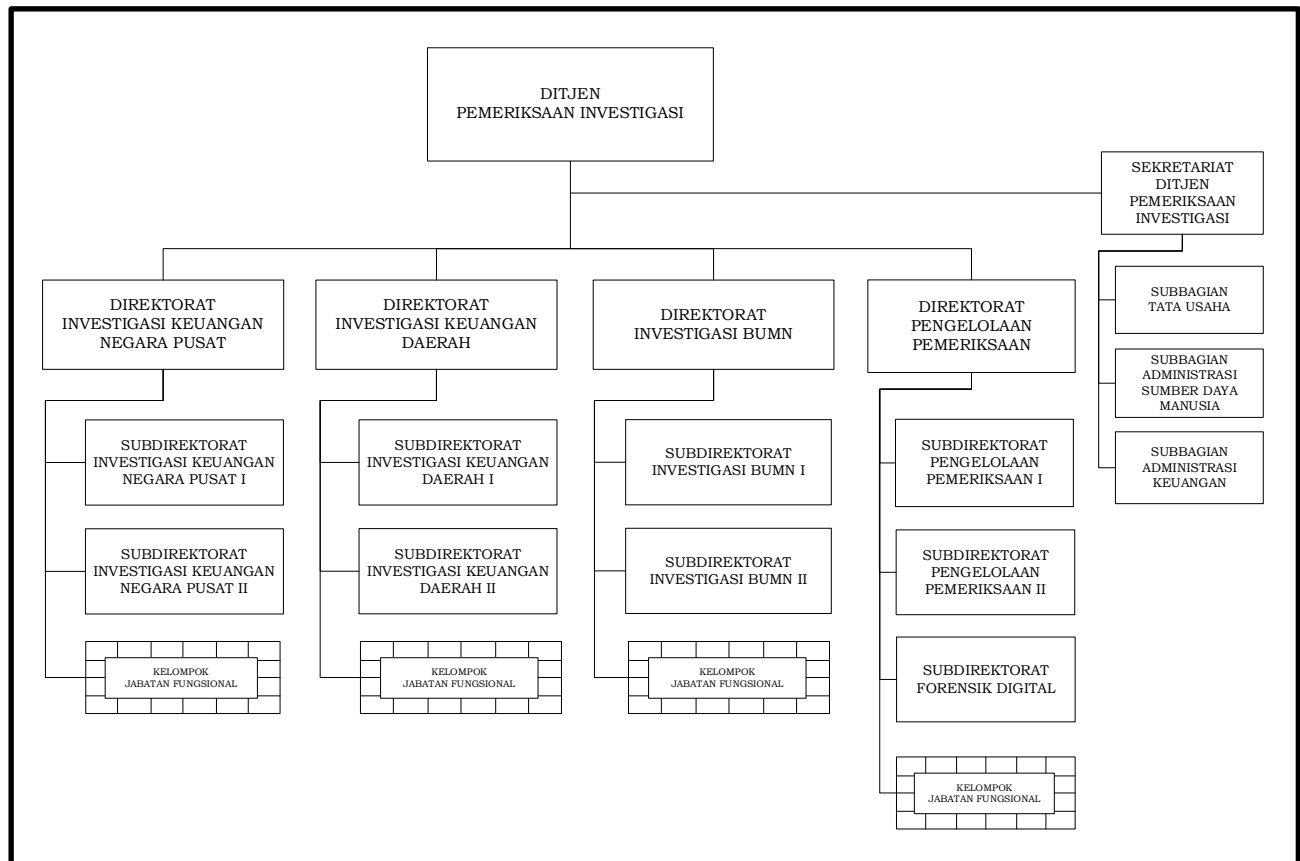 DITJEN
PEMERIKSAAN INVESTIGASI
SEKRETARIAT
DITJEN
PEMERIKSAAN
INVESTIGASI
SUBBAGIAN
TATA USAHA
SUBBAGIAN
ADMINISTRASI
SUMBER DAYA
MANUSIA
SUBBAGIAN
ADMINISTRASI
KEUANGAN
DIREKTORAT
INVESTIGASI KEUANGAN
NEGARA PUSAT
SUBDIREKTORAT
INVESTIGASI KEUANGAN
NEGARA PUSAT I
SUBDIREKTORAT
INVESTIGASI KEUANGAN
NEGARA PUSAT II
KELOMPOK
JABATAN FUNGSIONAL
DIREKTORAT
INVESTIGASI KEUANGAN
DAERAH
SUBDIREKTORAT
INVESTIGASI KEUANGAN
DAERAH I
SUBDIREKTORAT
INVESTIGASI KEUANGAN
DAERAH II
KELOMPOK
JABATAN FUNGSIONAL
DIREKTORAT
INVESTIGASI BUMN
SUBDIREKTORAT
INVESTIGASI BUMN I
SUBDIREKTORAT
INVESTIGASI BUMN II
KELOMPOK
JABATAN FUNGSIONAL
DIREKTORAT
PENGELOLAAN
PEMERIKSAAN
SUBDIREKTORAT
PENGELOLAAN
PEMERIKSAAN I
SUBDIREKTORAT
PENGELOLAAN
PEMERIKSAAN II
SUBDIREKTORAT
FORENSIK DIGITAL
KELOMPOK
JABATAN FUNGSIONAL